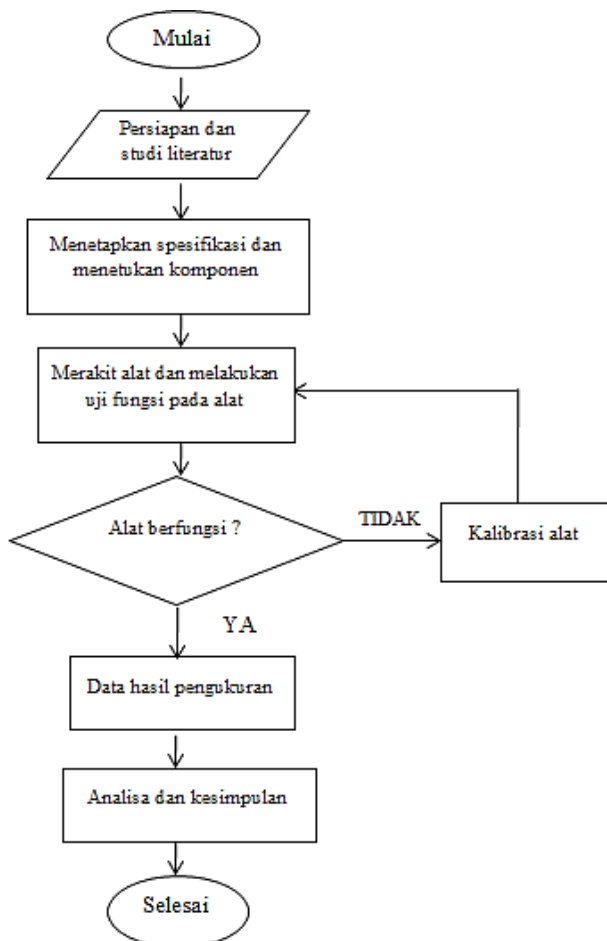 Mulai
Persiapan dan
studi literatur
Menetapkan spesifikasi dan
menetukan komponen
Merakit alat dan melakukan
uji fungsi pada alat
Alat berfungsi ?
TIDAK
Kalibrasi alat
YA
Data hasil pengukuran
Analisa dan kesimpulan
Selesai